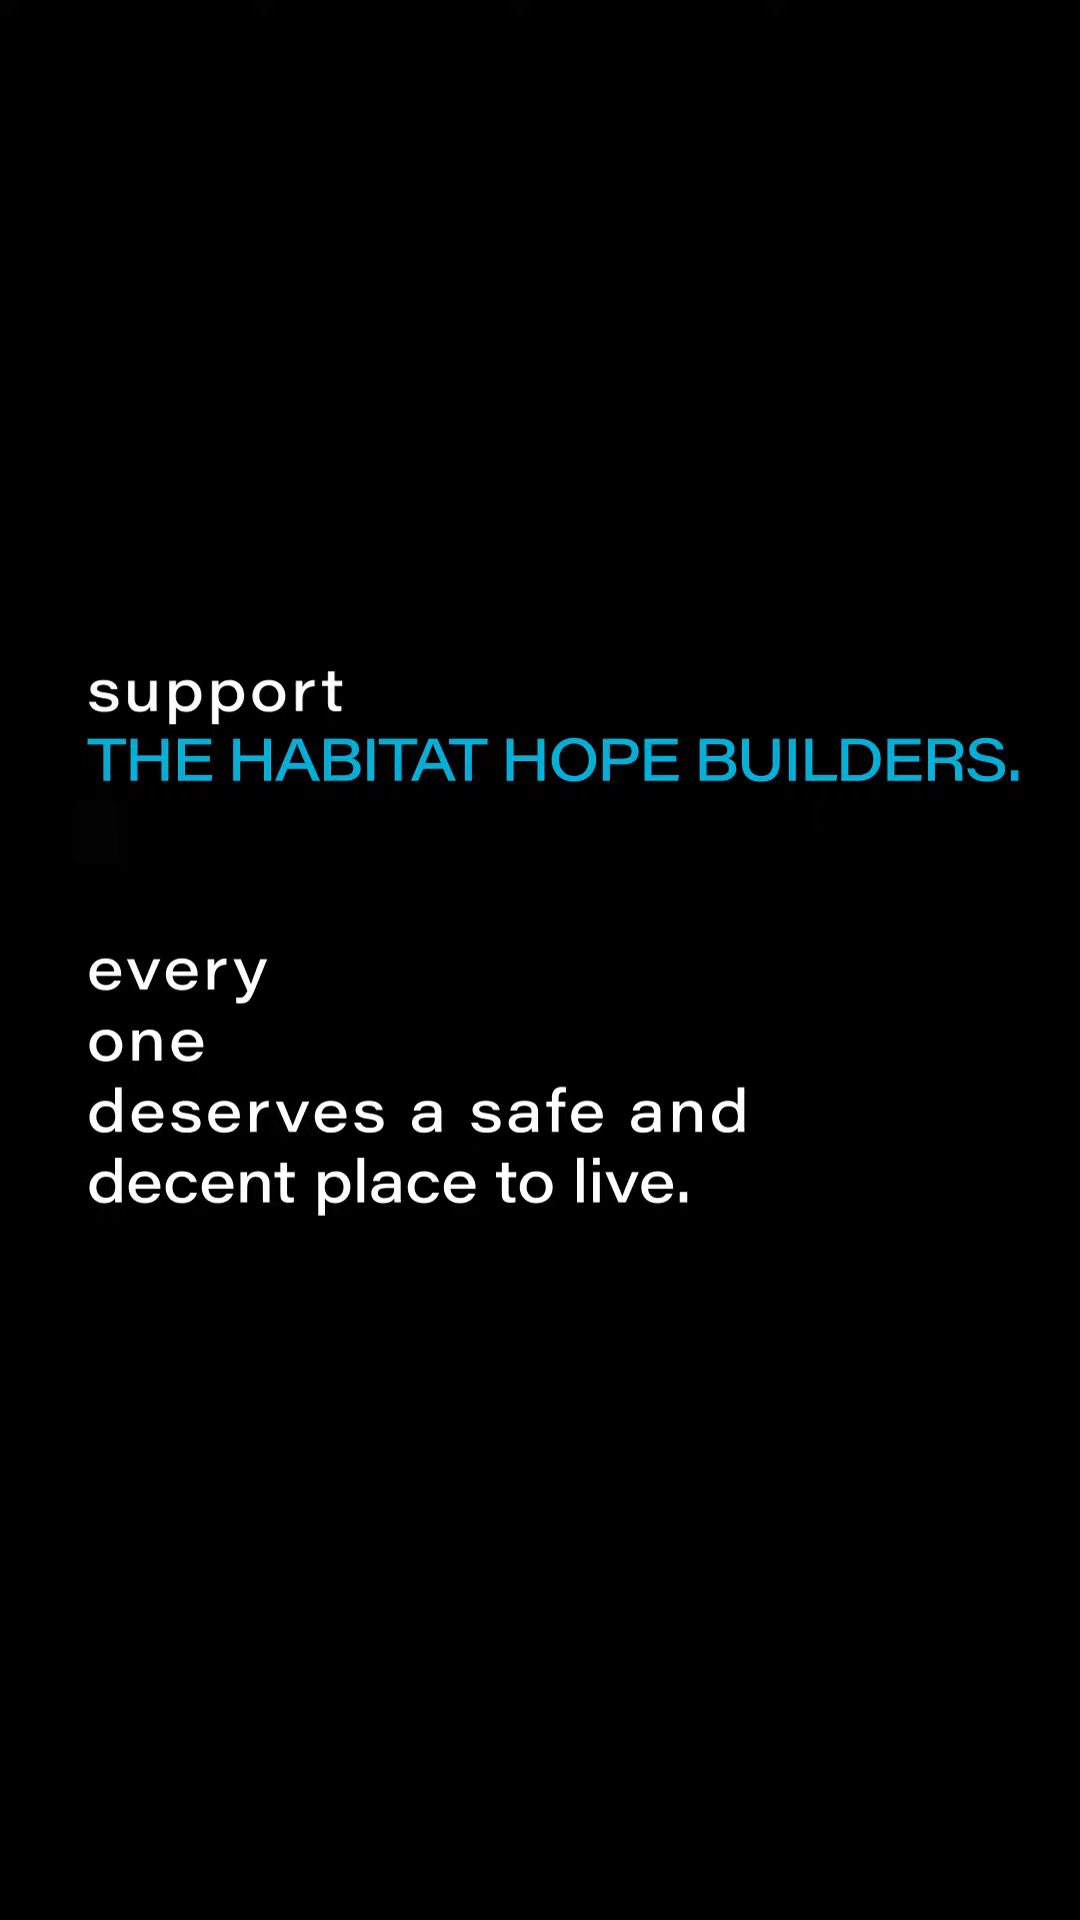 support
THE HABITAT HOPE BUILDERS.
every
one
deserves a safe and
decent place to live.